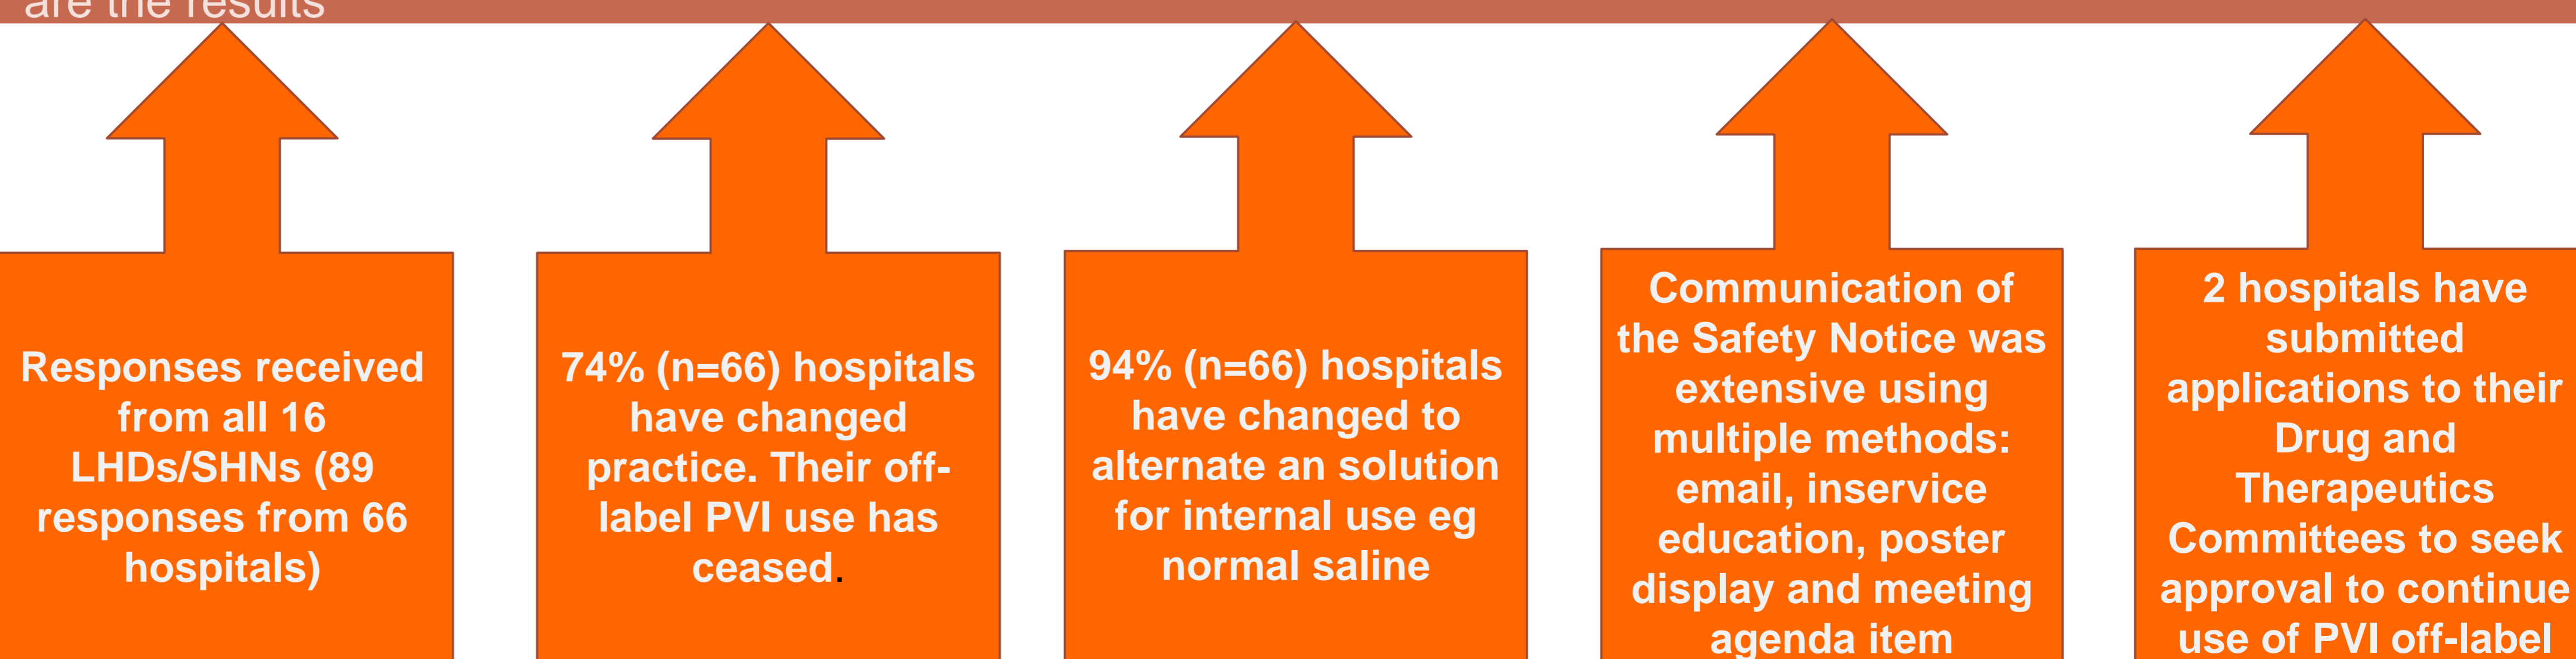 are the results
Responses received
from all 16
LHDs/SHNs (89
responses from 66
hospitals)
74% (n=66) hospitals
have changed
practice. Their off-
label PVI use has
ceased.
94% (n=66) hospitals
have changed to
alternate an solution
for internal use eg
normal saline
Communication of
the Safety Notice was
extensive using
multiple methods:
email, inservice
education, poster
display and meeting
agenda item
2 hospitals have
submitted
applications to their
Drug and
Therapeutics
Committees to seek
approval to continue
use of PVI off-label